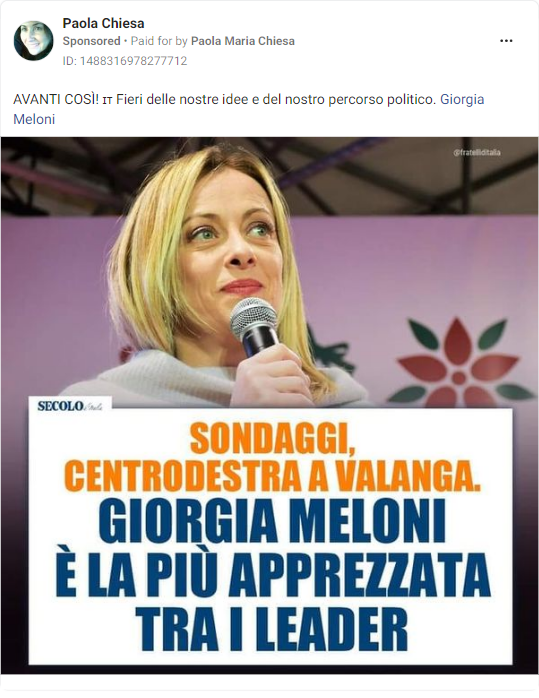 Paola Chiesa
Sponsored • Paid for by Paola Maria Chiesa
ID: 1488316978277712
AVANTI COSÌ! IT Fieri delle nostre idee e del nostro percorso politico. Giorgia
Meloni
@fratelliditalia
SECOLO d'Italia
SONDAGGI,
CENTRODESTRA A VALANGA.
GIORGIA MELONI
È LA PIÙ APPREZZATA
TRA I LEADER